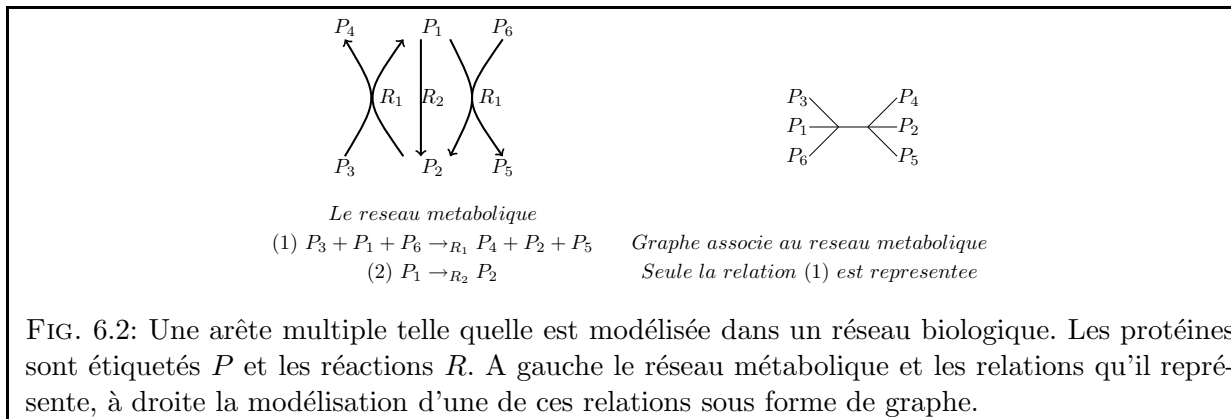 P4 P1 P6
R1 R2 R1
P3 P2 P5
P3 P4
P1 P2
P6 P5
Le reseau metabolique
(1) P3 + P1 + P6 →R1 P4 + P2 + P5 Graphe associe au reseau metabolique
(2) P1 →R2 P2 Seule la relation (1) est representee
FIG. 6.2: Une arête multiple telle quelle est modélisée dans un réseau biologique. Les protéines
sont étiquetés P et les réactions R. A gauche le réseau métabolique et les relations qu'il repré-
sente, à droite la modélisation d'une de ces relations sous forme de graphe.